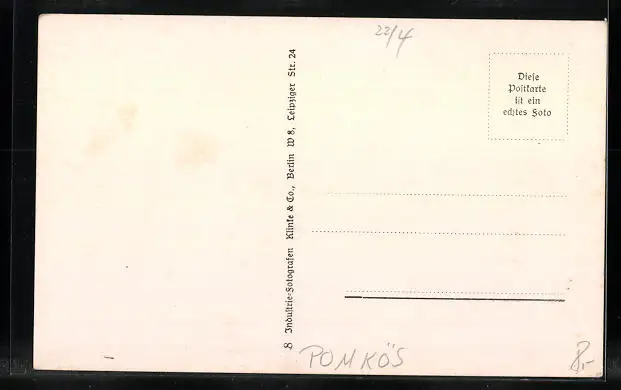 22/4
Diese
Postkarte
ist ein
echtes Foto
8 Industrie-Fotografen Klinke & Co., Berlin W 8, Leipziger Str. 24
POMKÖS
8,-